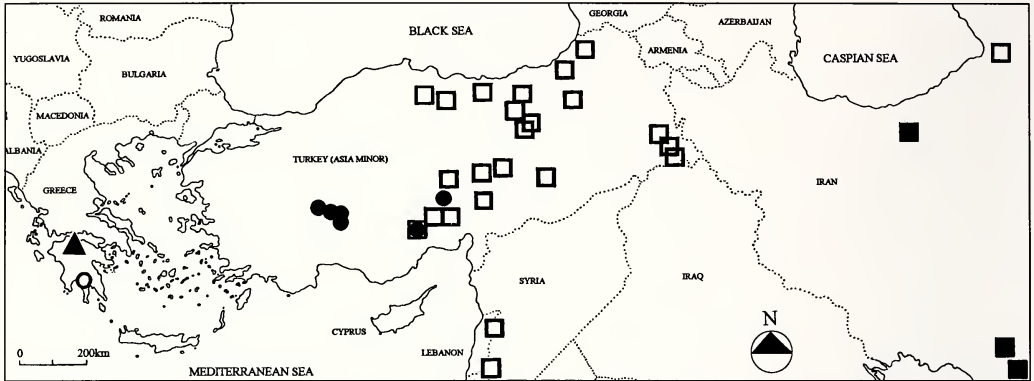 ROMANIA
GEORGIA
BLACK SEA
AZERBAIJAN
ARMENIA
YUGOSLAVIA
CASPIAN SEA
BULGARIA
MACEDONIA
ALBANIA
TURKEY (ASIA MINOR)
IRAN
GREECE
SYRIA
IRAQ
N
CYPRUS
LEBANON
0 200km
MEDITERRANEAN SEA